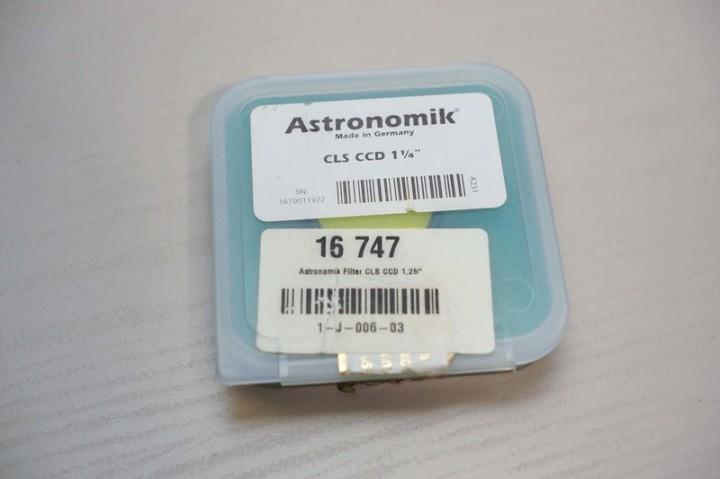 Astronomik®
Made in Germany
CLS CCD 1¼"
SN:
1670011922
A231
16 747
Astronomik Filter CLS CCD 1,25"
1-J-006-03